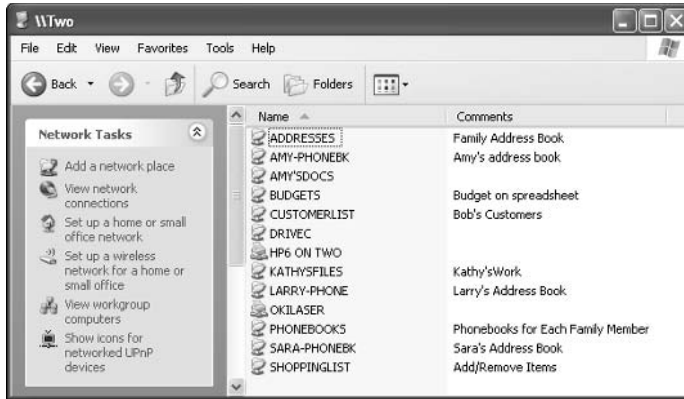 \\Two
File Edit View Favorites Tools Help
Back Search Folders
Network Tasks
Add a network place
View network
connections
Set up a home or small
office network
Set up a wireless
network for a home or
small office
View workgroup
computers
Show icons for
networked UPnP
devices
Name Comments
ADDRESSES Family Address Book
AMY-PHONEBK Amy's address book
AMY'SDOCS
BUDGETS Budget on spreadsheet
CUSTOMERLIST Bob's Customers
DRIVEC
HP6 ON TWO
KATHYSFILES Kathy'sWork
LARRY-PHONE Larry's Address Book
OKILASER
PHONEBOOKS Phonebooks for Each Family Member
SARA-PHONEBK Sara's Address Book
SHOPPINGLIST Add/Remove Items